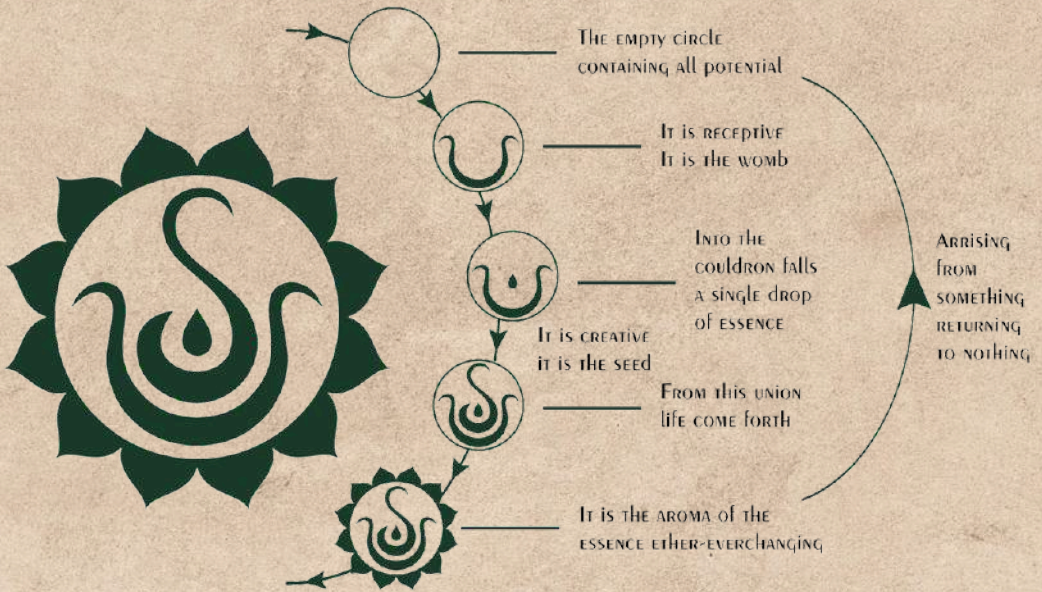 The empty circle
containing all potential
It is receptive
It is the womb
Into the
couldron falls
a single drop
of essence
It is creative
it is the seed
From this union
life come forth
It is the aroma of the
essence ether-everchanging
Arrising
from
something
returning
to nothing